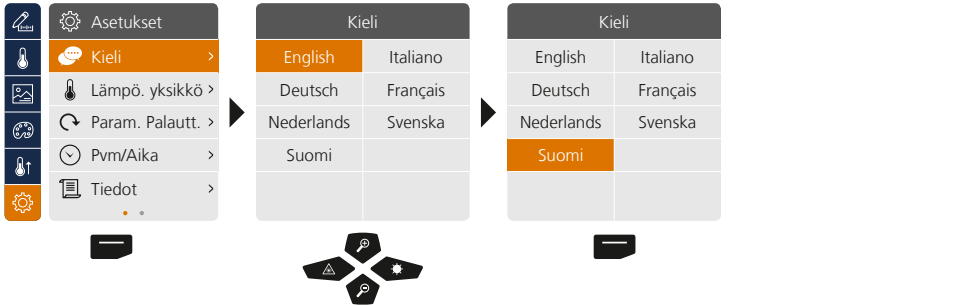 Asetukset
Kieli
Lämpö. yksikkö
Param. Palautt.
Pvm/Aika
Tiedot
Kieli
English Italiano
Deutsch Français
Nederlands Svenska
Suomi
Kieli
English Italiano
Deutsch Français
Nederlands Svenska
Suomi